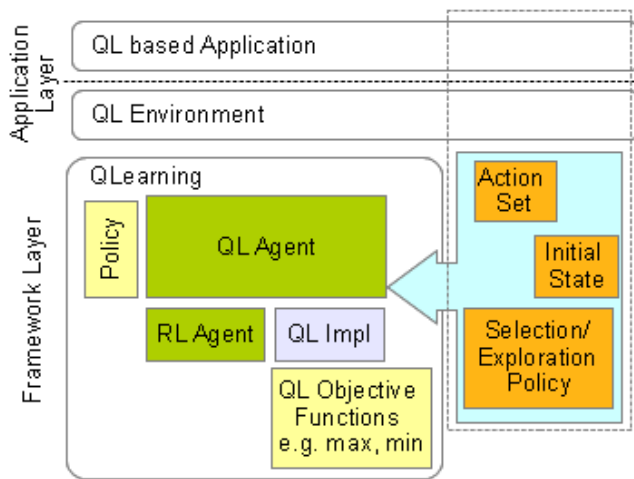 Application
Layer
QL based Application
QL Environment
Framework Layer
QLearning
Policy
QL Agent
RL Agent
QL Impl
QL Objective
Functions
e.g. max, min
Action
Set
Initial
State
Selection/
Exploration
Policy